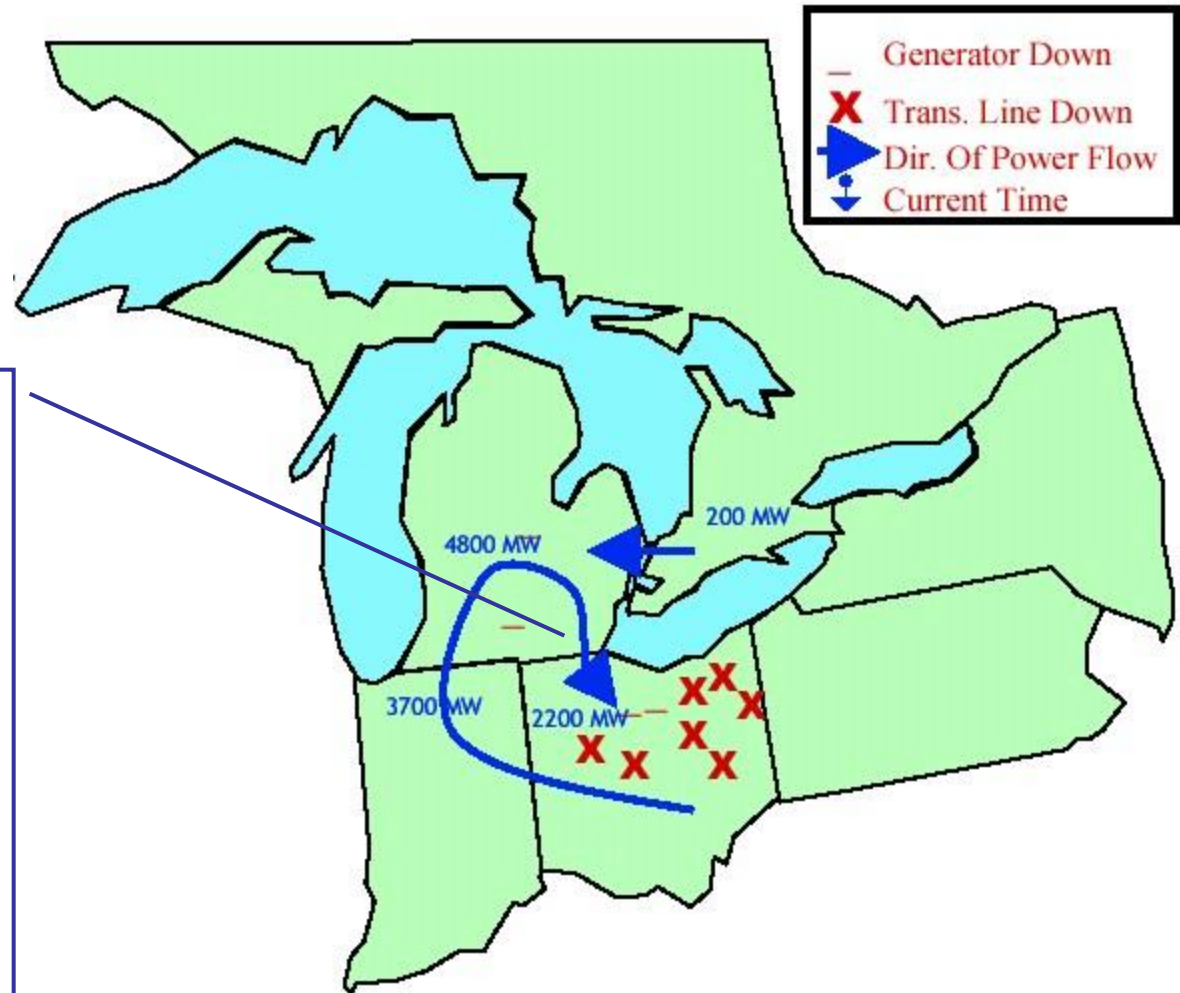 Generator Down
X Trans. Line Down
Dir. Of Power Flow
Current Time
200 MW
4800 MW
3700 MW
2200 MW
X
X
X
X
X
X
X